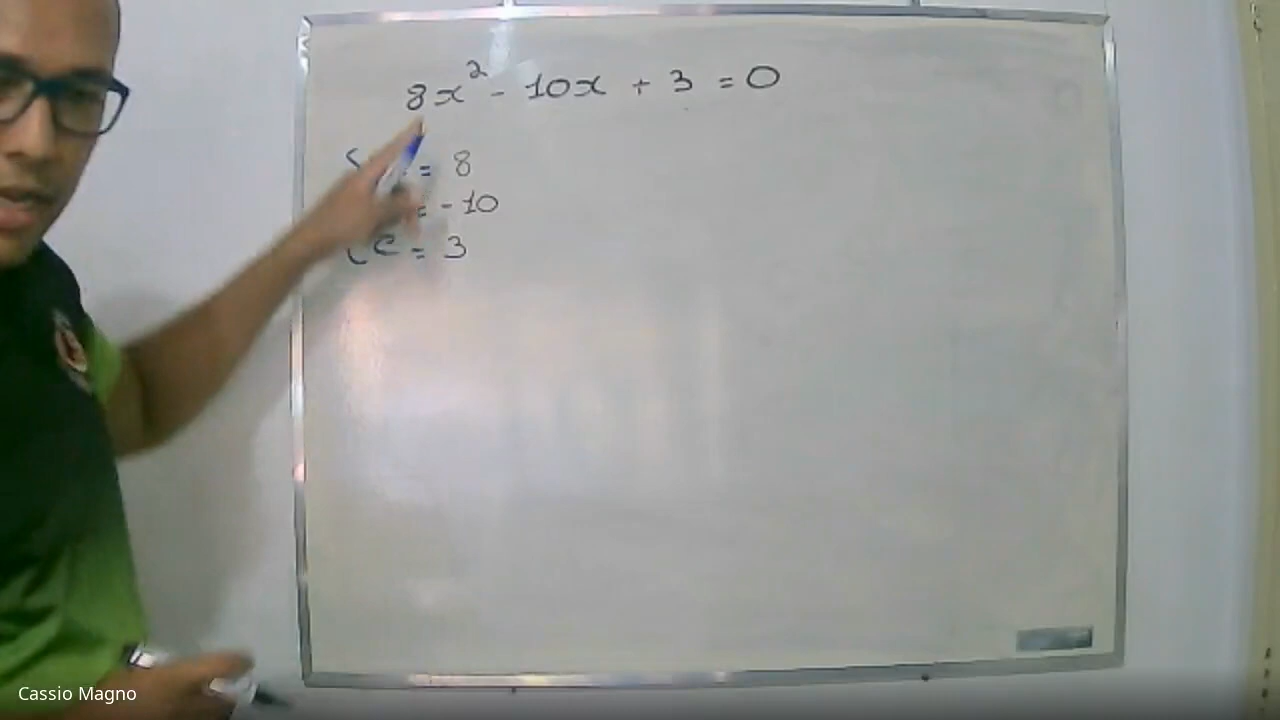 8x² - 10x + 3 = 0
= 8
= -10
c = 3
Cassio Magno